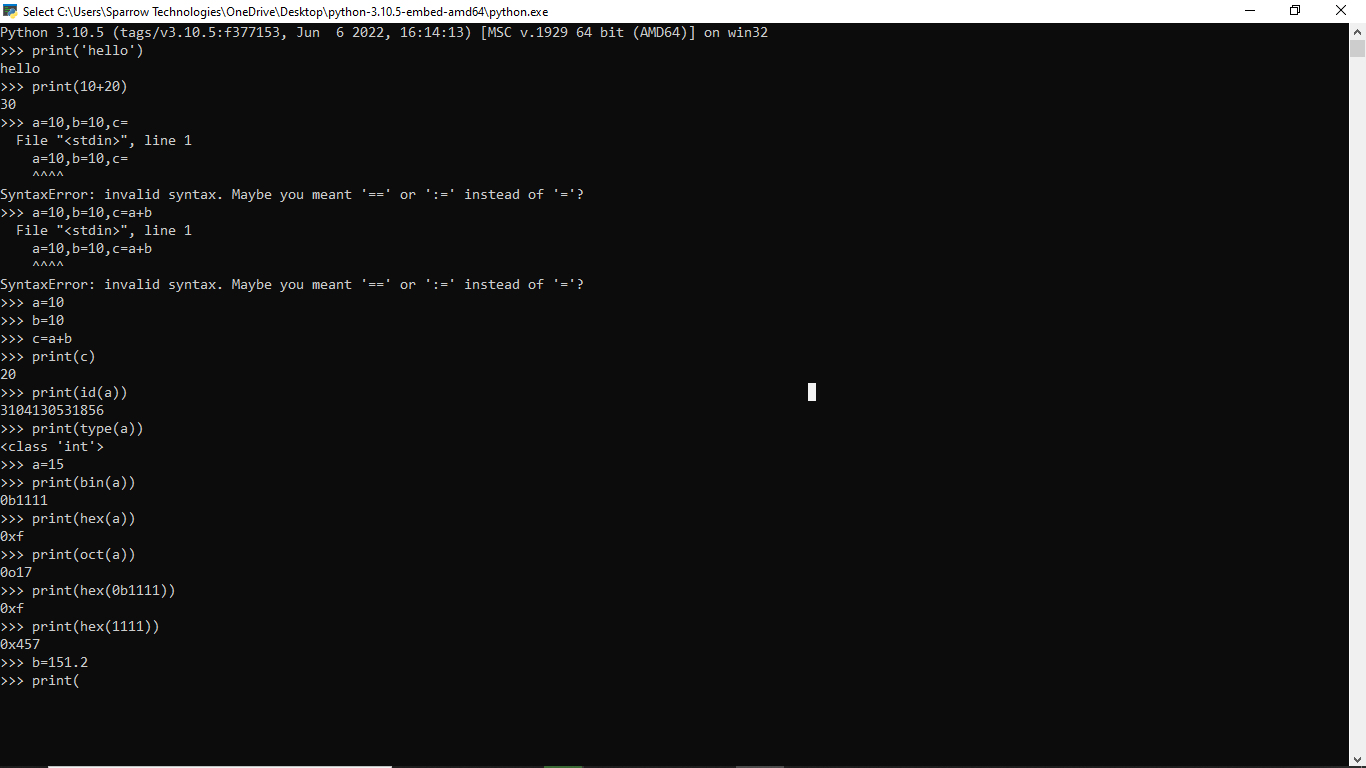 Select C:\Users\Sparrow Technologies\OneDrive\Desktop\python-3.10.5-embed-amd64\python.exe
Python 3.10.5 (tags/v3.10.5:f377153, Jun  6 2022, 16:14:13) [MSC v.1929 64 bit (AMD64)] on win32
>>> print('hello')
hello
>>> print(10+20)
30
>>> a=10,b=10,c=
  File "<stdin>", line 1
    a=10,b=10,c=
    ^^^^
SyntaxError: invalid syntax. Maybe you meant '==' or ':=' instead of '='?
>>> a=10,b=10,c=a+b
  File "<stdin>", line 1
    a=10,b=10,c=a+b
    ^^^^
SyntaxError: invalid syntax. Maybe you meant '==' or ':=' instead of '='?
>>> a=10
>>> b=10
>>> c=a+b
>>> print(c)
20
>>> print(id(a))
3104130531856
>>> print(type(a))
<class 'int'>
>>> a=15
>>> print(bin(a))
0b1111
>>> print(hex(a))
0xf
>>> print(oct(a))
0o17
>>> print(hex(0b1111))
0xf
>>> print(hex(1111))
0x457
>>> b=151.2
>>> print(